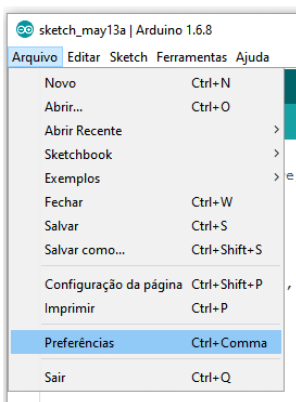 sketch_may13a | Arduino 1.6.8
Arquivo Editar Sketch Ferramentas Ajuda
Novo Ctrl+N
Abrir... Ctrl+O
Abrir Recente
Sketchbook
Exemplos
Fechar Ctrl+W
Salvar Ctrl+S
Salvar como... Ctrl+Shift+S
Configuração da página Ctrl+Shift+P
Imprimir Ctrl+P
Preferências Ctrl+Comma
Sair Ctrl+Q